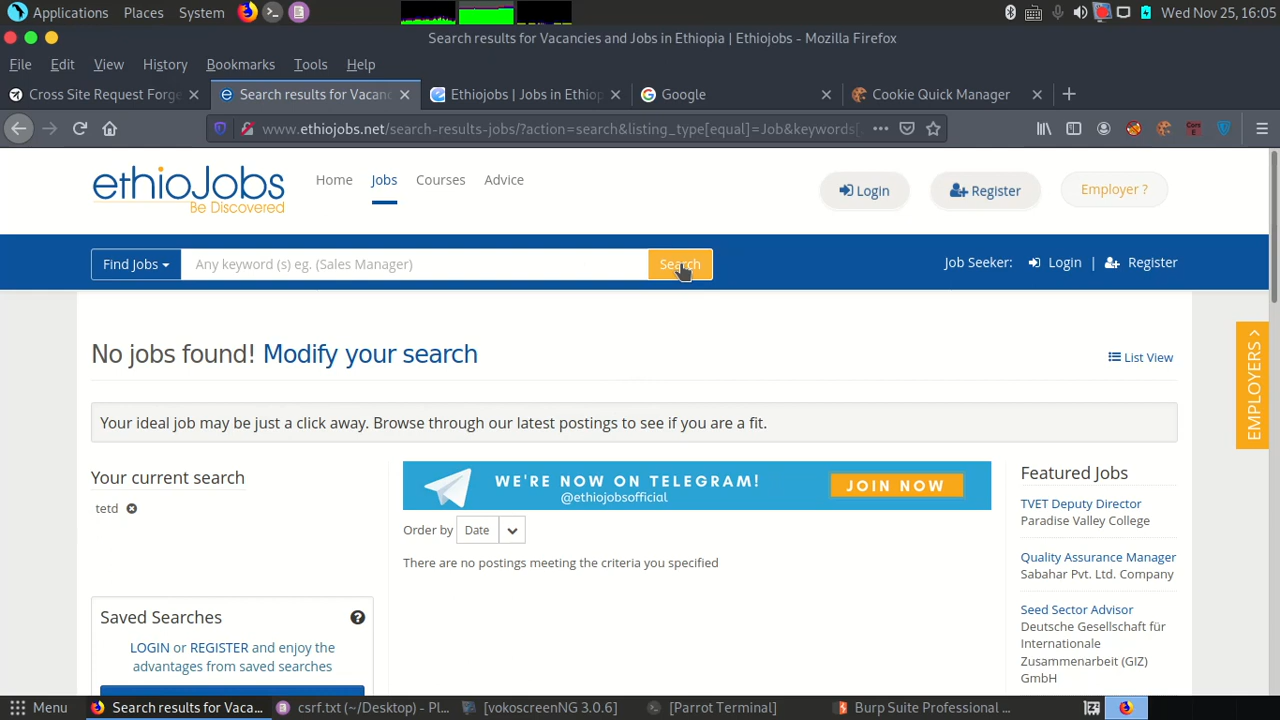 Applications Places System Wed Nov 25, 16:05
Search results for Vacancies and Jobs in Ethiopia | Ethiojobs - Mozilla Firefox
File Edit View History Bookmarks Tools Help
Cross Site Request Forge Search results for Vacanc Ethiojobs | Jobs in Ethiop Google Cookie Quick Manager
www.ethiojobs.net/search-results-jobs/?action=search&listing_type[equal]=Job&keywords[
ethioJobs
Be Discovered
Home Jobs Courses Advice
Login Register Employer ?
Find Jobs Any keyword (s) eg. (Sales Manager) Search
Job Seeker: Login | Register
No jobs found! Modify your search
List View
EMPLOYERS >
Your ideal job may be just a click away. Browse through our latest postings to see if you are a fit.
Your current search
tetd
WE'RE NOW ON TELEGRAM!
@ethiojobsofficial
JOIN NOW
Order by Date
There are no postings meeting the criteria you specified
Saved Searches
LOGIN or REGISTER and enjoy the
advantages from saved searches
Featured Jobs
TVET Deputy Director
Paradise Valley College
Quality Assurance Manager
Sabahar Pvt. Ltd. Company
Seed Sector Advisor
Deutsche Gesellschaft für
Internationale
Zusammenarbeit (GIZ)
GmbH
Menu Search results for Vaca... csrf.txt (~/Desktop) - Pl... [vokoscreenNG 3.0.6] [Parrot Terminal] Burp Suite Professional ...